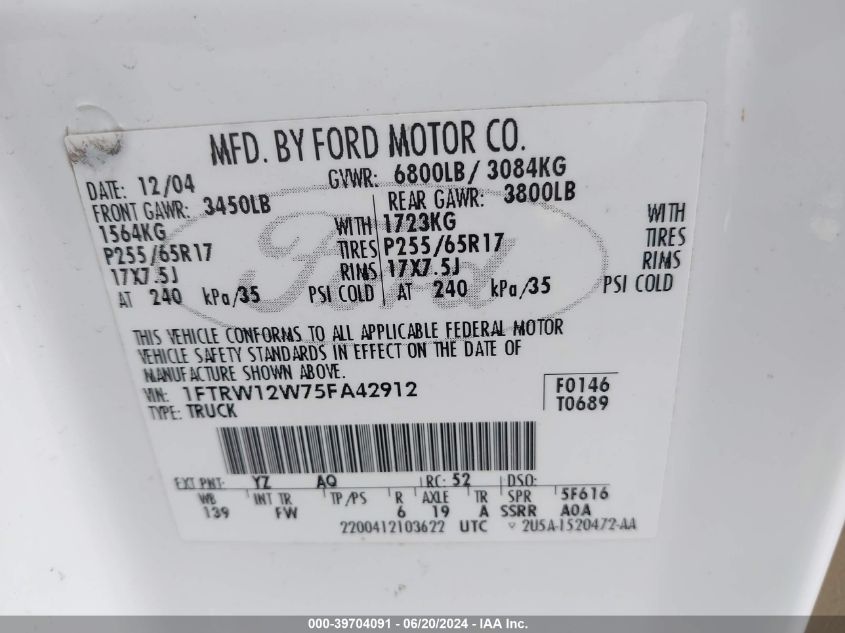 MFD. BY FORD MOTOR CO.
DATE: 12/04 GVWR: 6800LB/ 3084KG
FRONT GAWR: 3450LB REAR GAWR: 3800LB
1564KG WITH 1723KG WITH
P255/65R17 TIRES P255/65R17 TIRES
17X7.5J RIMS 17X7.5J RIMS
AT 240 kPa/35 PSI COLD AT 240 kPa/35 PSI COLD
Ford
THIS VEHICLE CONFORMS TO ALL APPLICABLE FEDERAL MOTOR
VEHICLE SAFETY STANDARDS IN EFFECT ON THE DATE OF
MANUFACTURE SHOWN ABOVE.
VIN: 1FTRW12W75FA42912 F0146
TYPE: TRUCK T0689
EXT PNT: YZ AQ RC: 52 DSO:
WB INT TR TP/PS R AXLE TR SPR 5F616
139 FW 6 19 A SSRR AOA
2200412103622 UTC 2U5A-1520472-AA
000-39704091 - 06/20/2024 - IAA Inc.